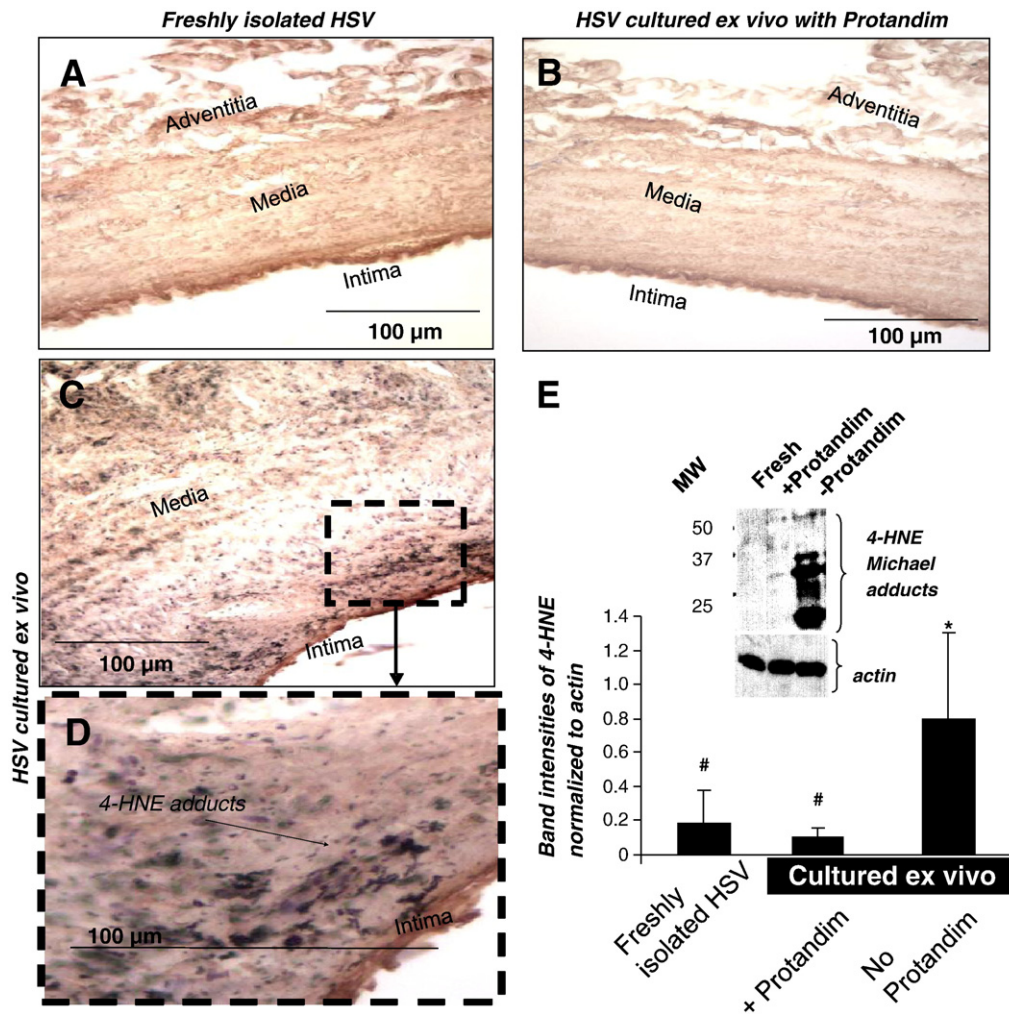 Freshly isolated HSV
HSV cultured ex vivo with Protandim
A
Adventitia
Media
Intima
100 µm
B
Adventitia
Media
Intima
100 µm
HSV cultured ex vivo
C
Media
Intima
100 µm
D
4-HNE adducts
Intima
100 µm
E
MW
Fresh
+Protandim
-Protandim
50
37
25
4-HNE
Michael
adducts
actin
Band intensities of 4-HNE
normalized to actin
1.4
1.2
1.0
0.8
0.6
0.4
0.2
0
#
#
*
Cultured ex vivo
Freshly
isolated HSV
+ Protandim
No
Protandim